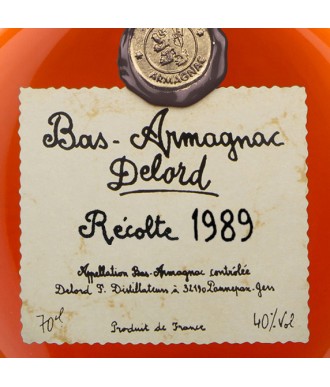 ARMAGNAC
Bas-Armagnac
Delord
Récolte 1989
Appellation Bas-Armagnac contrôlée
Delord F. Distillateurs à 32190 Lannepax-Gers
70cl
40% Vol
Produit de France